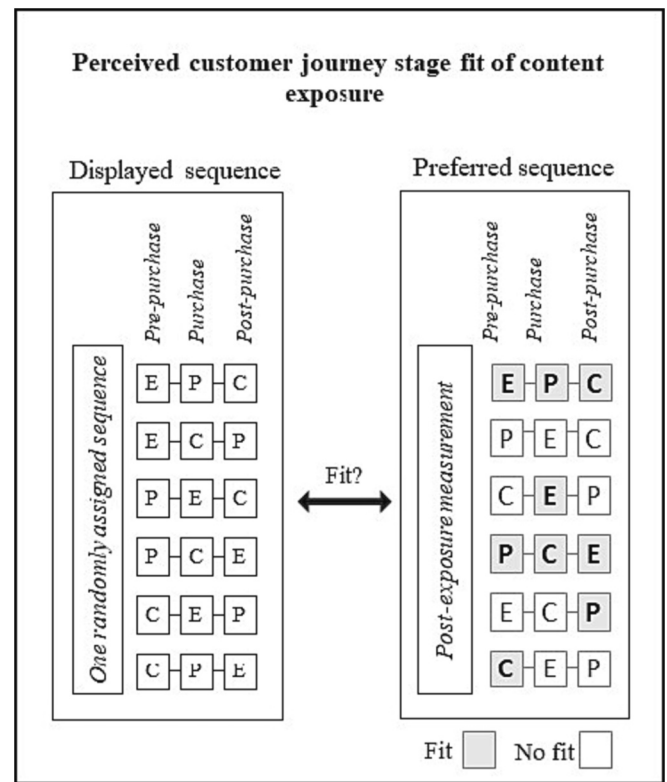 Perceived customer journey stage fit of content
exposure
Displayed sequence
Pre-purchase
Purchase
Post-purchase
One randomly assigned sequence
E P C
E C P
P E C
P C E
C E P
C P E
Fit?
Preferred sequence
Pre-purchase
Purchase
Post-purchase
Post-exposure measurement
E P C
P E C
C E P
P C E
E C P
C E P
Fit No fit